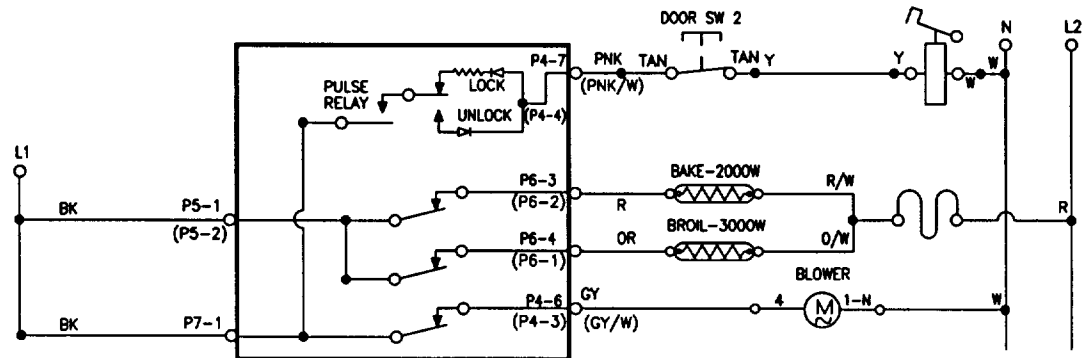 DOOR SW 2
N
L2
P4-7
PNK
TAN
TAN
Y
Y
W
W
(PNK/W)
LOCK
PULSE
RELAY
UNLOCK
(P4-4)
L1
BAKE-2000W
P6-3
R/W
(P6-2)
R
BK
P5-1
(P5-2)
R
BROIL-3000W
P6-4
OR
O/W
(P6-1)
BLOWER
P4-6
GY
BK
P7-1
(P4-3)
(GY/W)
4
M
1-N
W